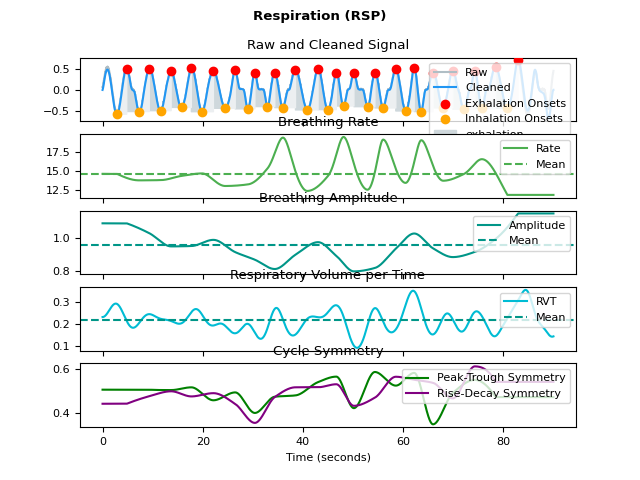 Respiration (RSP)
Raw and Cleaned Signal
0.5
0.0
−0.5
Raw
Cleaned
Exhalation Onsets
Inhalation Onsets
exhalation
Breathing Rate
17.5
15.0
12.5
Rate
Mean
Breathing Amplitude
1.0
0.8
Amplitude
Mean
Respiratory Volume per Time
0.3
0.2
0.1
RVT
Mean
Cycle Symmetry
0.6
0.4
Peak-Trough Symmetry
Rise-Decay Symmetry
0 20 40 60 80
Time (seconds)